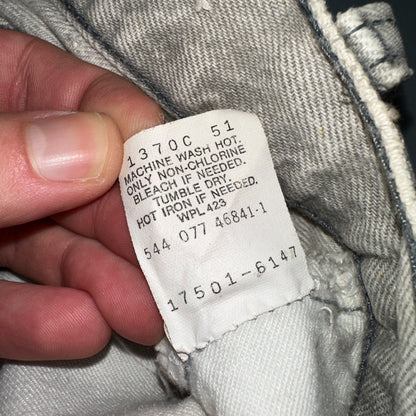 1370C 51
MACHINE WASH HOT.
ONLY NON-CHLORINE
BLEACH IF NEEDED.
TUMBLE DRY.
HOT IRON IF NEEDED.
WPL 423
544 077 46841-1
17501-6147